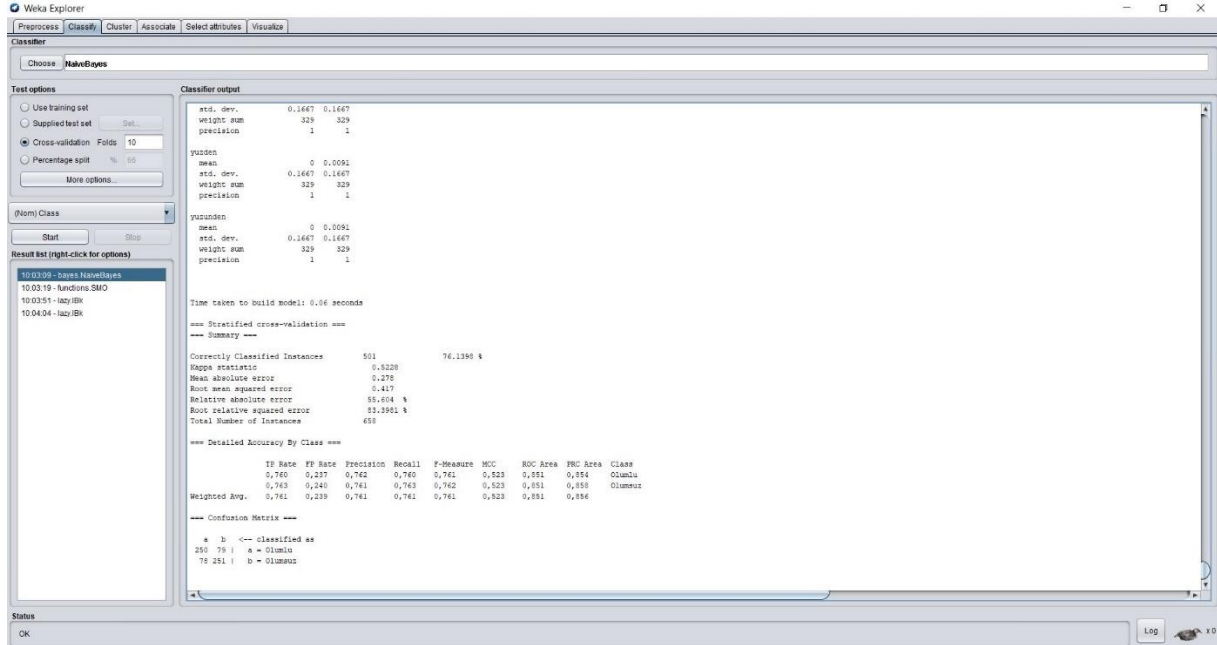 Weka Explorer
Preprocess Classify Cluster Associate Select attributes Visualize
Classifier
Choose NaiveBayes
Test options
Use training set
Supplied test set Set...
Cross-validation Folds 10
Percentage split % 66
More options...
(Nom) Class
Start Stop
Result list (right-click for options)
10:03:09 - bayes.NaiveBayes
10:03:19 - functions.SMO
10:03:51 - lazy.IBk
10:04:04 - lazy.IBk
Classifier output
std. dev. 0.1667 0.1667
weight sum 329 329
precision 1 1
yuzden
mean 0 0.0091
std. dev. 0.1667 0.1667
weight sum 329 329
precision 1 1
yuzunden
mean 0 0.0091
std. dev. 0.1667 0.1667
weight sum 329 329
precision 1 1
Time taken to build model: 0.06 seconds
=== Stratified cross-validation ===
=== Summary ===
Correctly Classified Instances 501 76.1398 %
Kappa statistic 0.5228
Mean absolute error 0.278
Root mean squared error 0.417
Relative absolute error 55.604 %
Root relative squared error 83.3981 %
Total Number of Instances 658
=== Detailed Accuracy By Class ===
TP Rate FP Rate Precision Recall F-Measure MCC ROC Area PRC Area Class
0,760 0,237 0,762 0,760 0,761 0,523 0,851 0,854 Olumlu
0,763 0,240 0,761 0,763 0,762 0,523 0,851 0,858 Olumsuz
Weighted Avg. 0,761 0,239 0,761 0,761 0,761 0,523 0,851 0,856
=== Confusion Matrix ===
a b <-- classified as
250 79 | a = Olumlu
78 251 | b = Olumsuz
Status
OK
Log x 0